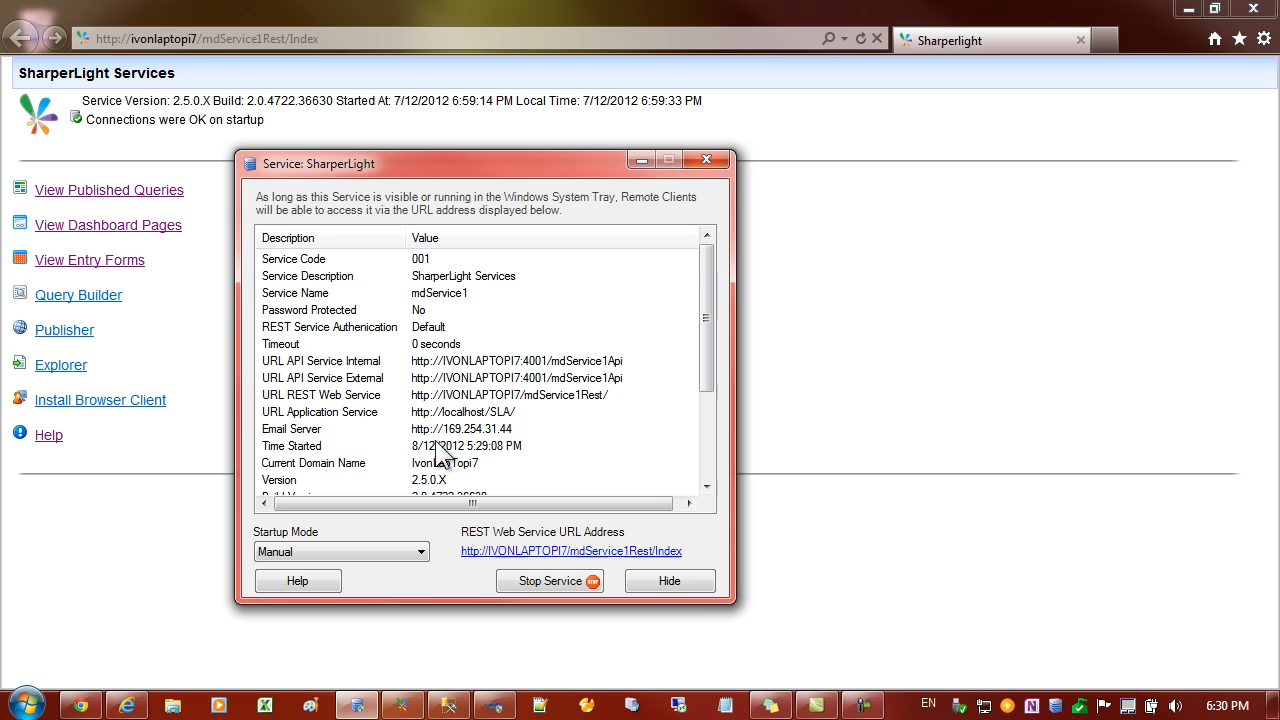 http://ivonlaptopi7/mdService1Rest/Index
Sharperlight
SharperLight Services
Service Version: 2.5.0.X Build: 2.0.4722.36630 Started At: 7/12/2012 6:59:14 PM Local Time: 7/12/2012 6:59:33 PM
Connections were OK on startup
View Published Queries
View Dashboard Pages
View Entry Forms
Query Builder
Publisher
Explorer
Install Browser Client
Help
Service: SharperLight
As long as this Service is visible or running in the Windows System Tray, Remote Clients
will be able to access it via the URL address displayed below.
Description Value
Service Code 001
Service Description SharperLight Services
Service Name mdService1
Password Protected No
REST Service Authenication Default
Timeout 0 seconds
URL API Service Internal http://IVONLAPTOPI7:4001/mdService1Api
URL API Service External http://IVONLAPTOPI7:4001/mdService1Api
URL REST Web Service http://IVONLAPTOPI7/mdService1Rest/
URL Application Service http://localhost/SLA/
Email Server http://169.254.31.44
Time Started 8/12/2012 5:29:08 PM
Current Domain Name
Version 2.5.0.X
Startup Mode
Manual
REST Web Service URL Address
http://IVONLAPTOPI7/mdService1Rest/Index
Help
Stop Service
STOP
Hide
EN
6:30 PM